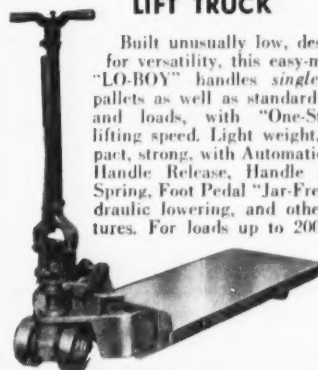 LIFT TRUCK
Built unusually low, des
for versatility, this easy-m
"LO-BOY" handles single
pallets as well as standard
and loads, with "One-St
lifting speed. Light weight,
pact, strong, with Automatic
Handle Release, Handle
Spring, Foot Pedal "Jar-Free
draulic lowering, and othe
tures. For loads up to 200